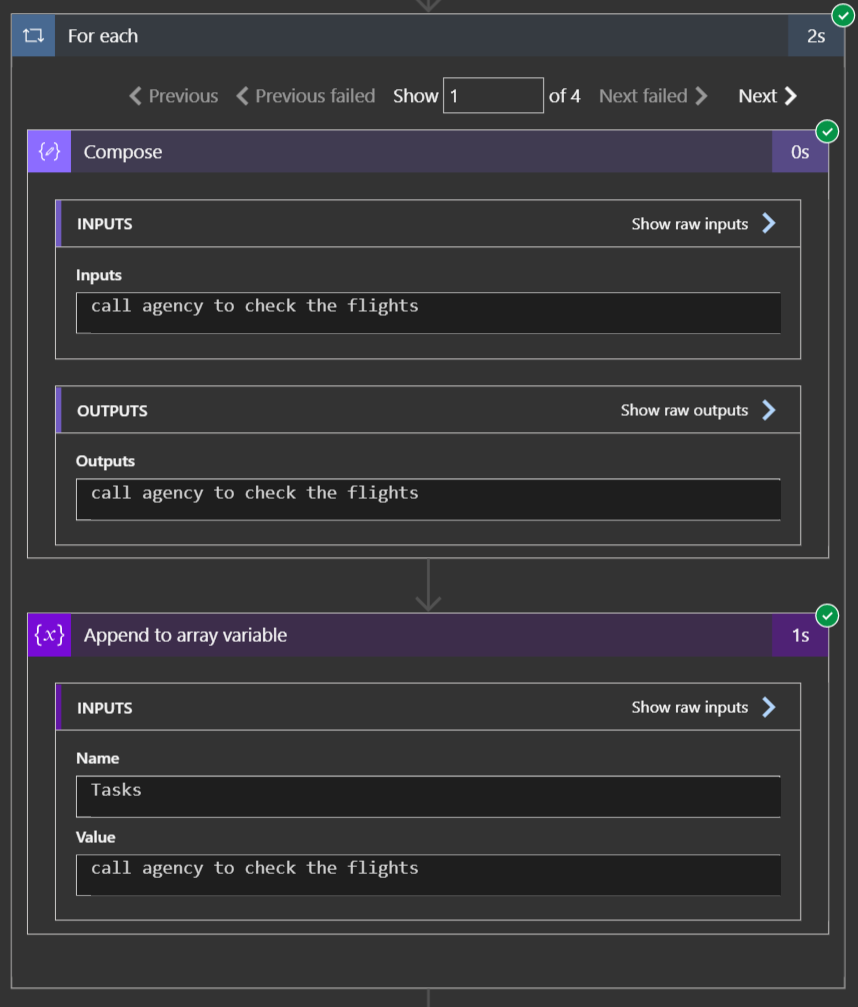 For each
2s
Previous Previous failed Show 1 of 4 Next failed Next
{} Compose
0s
INPUTS
Show raw inputs
Inputs
call agency to check the flights
OUTPUTS
Show raw outputs
Outputs
call agency to check the flights
{x} Append to array variable
1s
INPUTS
Show raw inputs
Name
Tasks
Value
call agency to check the flights